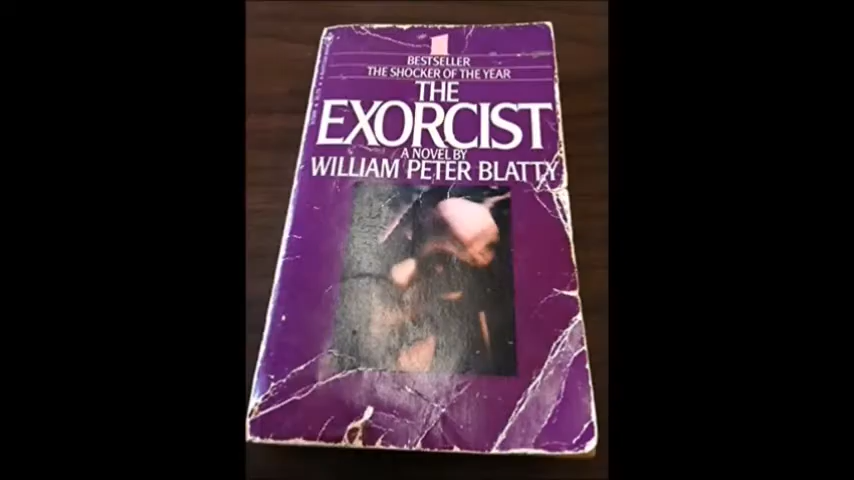 1
BESTSELLER
THE SHOCKER OF THE YEAR
THE
EXORCIST
A NOVEL BY
WILLIAM PETER BLATTY